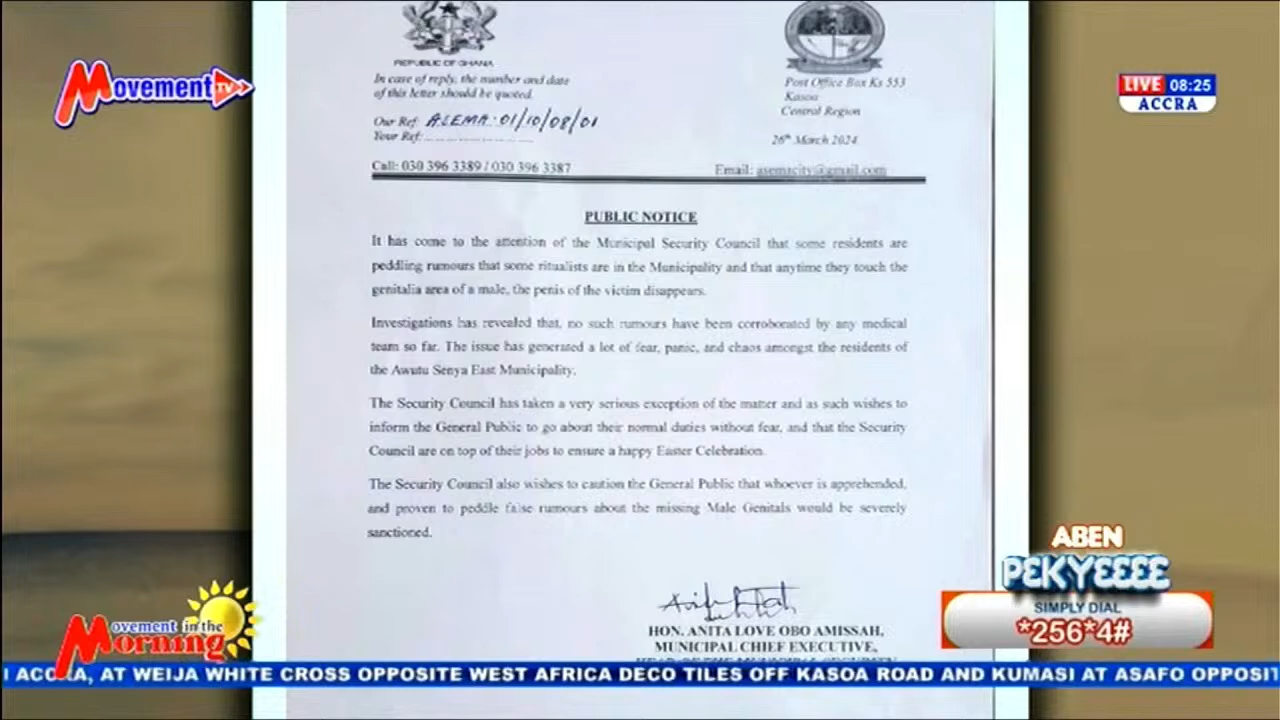 REPUBLIC OF GHANA
In case of reply, the number and date
of this letter should be quoted.
Our Ref: ASEMA:01/10/08/01
Your Ref:
Post Office Box Ks 553
Kasoa
Central Region
26th March 2024
Call: 030 396 3389 / 030 396 3387
Email: asemacity@gmail.com
Movement TV
LIVE 08:25
ACCRA
PUBLIC NOTICE
It has come to the attention of the Municipal Security Council that some residents are
peddling rumours that some ritualists are in the Municipality and that anytime they touch the
genitalia area of a male, the penis of the victim disappears.
Investigations has revealed that, no such rumours have been corroborated by any medical
team so far. The issue has generated a lot of fear, panic, and chaos amongst the residents of
the Awutu Senya East Municipality.
The Security Council has taken a very serious exception of the matter and as such wishes to
inform the General Public to go about their normal duties without fear, and that the Security
Council are on top of their jobs to ensure a happy Easter Celebration.
The Security Council also wishes to caution the General Public that whoever is apprehended,
and proven to peddle false rumours about the missing Male Genitals would be severely
sanctioned.
HON. ANITA LOVE OBO AMISSAH,
MUNICIPAL CHIEF EXECUTIVE,
ABEN
PEKYEEEE
SIMPLY DIAL
*256*4#
Movement in the
Morning
ACCRA, AT WEIJA WHITE CROSS OPPOSITE WEST AFRICA DECO TILES OFF KASOA ROAD AND KUMASI AT ASAFO OPPOSIT